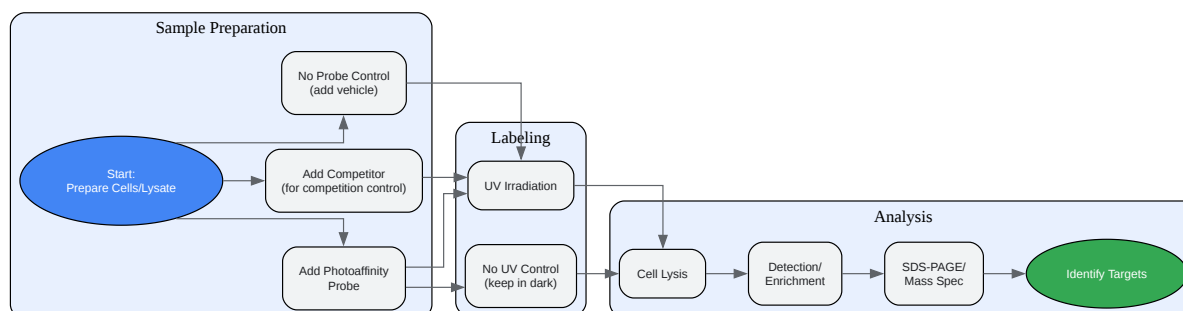 Sample Preparation
No Probe Control
(add vehicle)
Start:
Prepare Cells/Lysate
Add Competitor
(for competition control)
Add Photoaffinity
Probe
Labeling
UV Irradiation
No UV Control
(keep in dark)
Analysis
Cell Lysis
Detection/
Enrichment
SDS-PAGE/
Mass Spec
Identify Targets